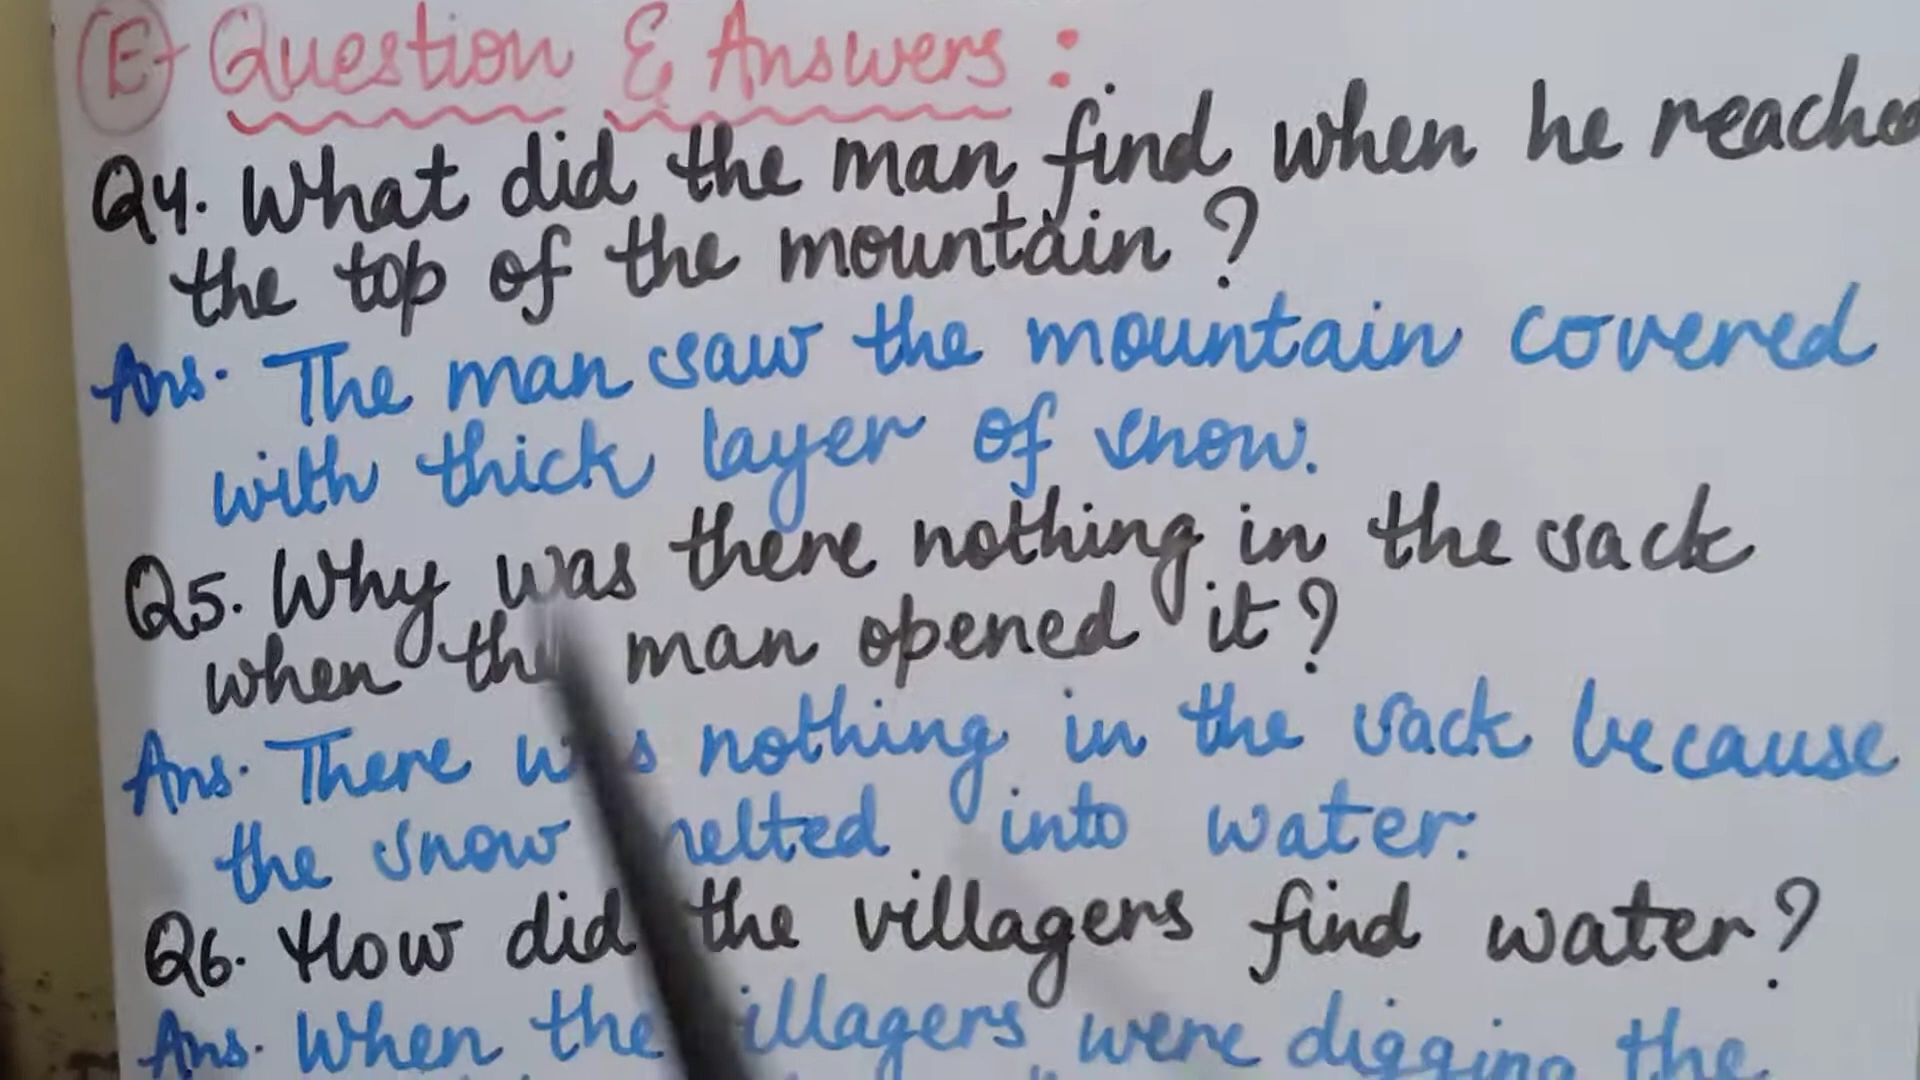 (E) Question & Answers :
Q4. What did the man find when he reached
the top of the mountain ?
Ans. The man saw the mountain covered
with thick layer of snow.
Q5. Why was there nothing in the sack
when the man opened it?
Ans. There was nothing in the sack because
the snow melted into water.
Q6. How did the villagers find water?
Ans. When the villagers were digging the